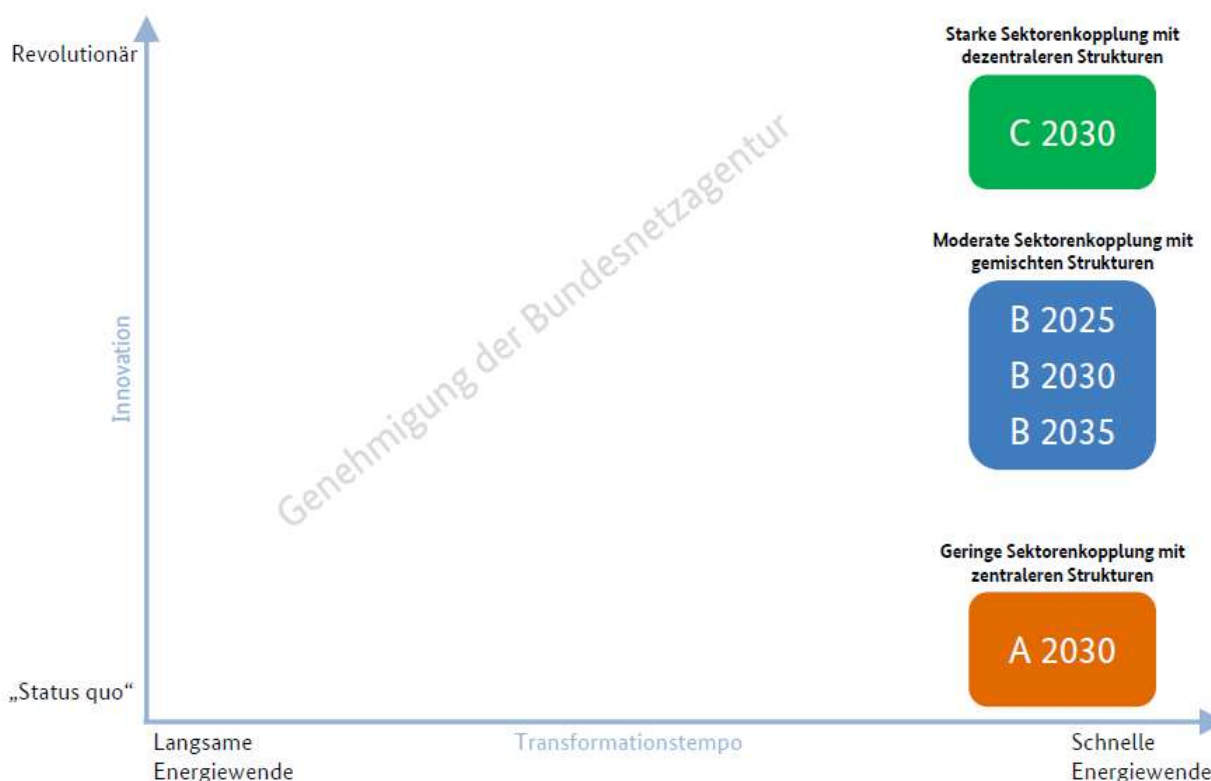 Revolutionär
Starke Sektorenkopplung mit
dezentraleren Strukturen
C 2030
Genehmigung der Bundesnetzagentur
Moderate Sektorenkopplung mit
gemischten Strukturen
B 2025
B 2030
B 2035
Innovation
Geringe Sektorenkopplung mit
zentraleren Strukturen
A 2030
„Status quo“
Langsame
Energiewende
Transformationstempo
Schnelle
Energiewende